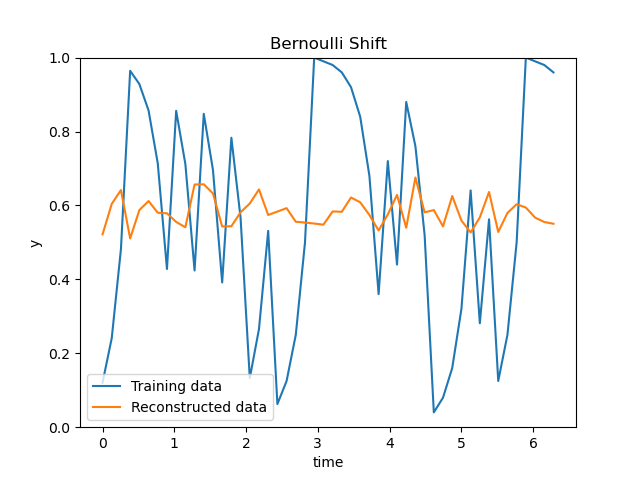 Bernoulli Shift
1.0
0.8
0.6
0.4
0.2
0.0
y
Training data
Reconstructed data
0 1 2 3 4 5 6
time